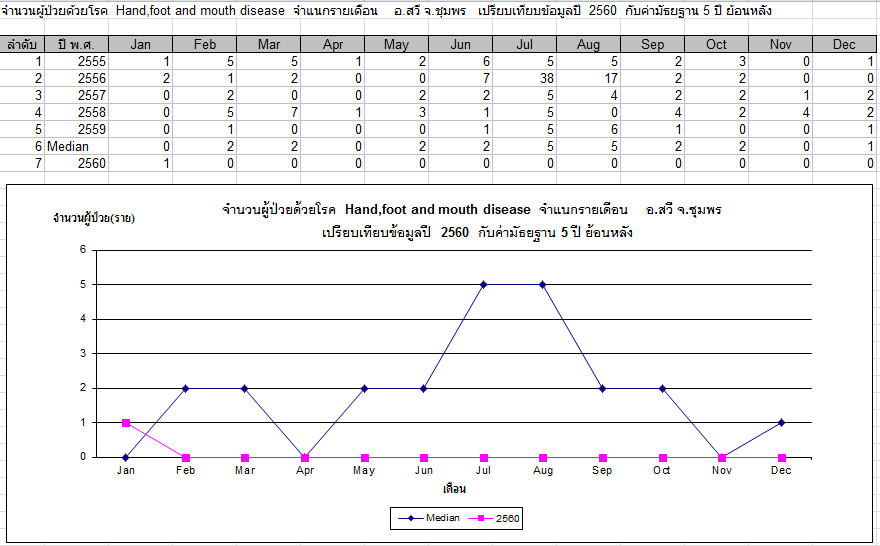 จำนวนผู้ป่วยด้วยโรค Hand,foot and mouth disease จำแนกรายเดือน อ.สวี จ.ชุมพร เปรียบเทียบข้อมูลปี 2560 กับค่ามัธยฐาน 5 ปี ย้อนหลัง
ลำดับ ปี พ.ศ. Jan Feb Mar Apr May Jun Jul Aug Sep Oct Nov Dec
1 2555 1 5 5 1 2 6 5 5 2 3 0 1
2 2556 2 1 2 0 0 7 38 17 2 2 0 0
3 2557 0 2 0 0 2 2 5 4 2 2 1 2
4 2558 0 5 7 1 3 1 5 0 4 2 4 2
5 2559 0 1 0 0 0 1 5 6 1 0 0 1
6 Median 0 2 2 0 2 2 5 5 2 2 0 1
7 2560 1 0 0 0 0 0 0 0 0 0 0 0
จำนวนผู้ป่วยด้วยโรค Hand,foot and mouth disease จำแนกรายเดือน อ.สวี จ.ชุมพร
เปรียบเทียบข้อมูลปี 2560 กับค่ามัธยฐาน 5 ปี ย้อนหลัง
จำนวนผู้ป่วย(ราย)
6
5
4
3
2
1
0
Jan Feb Mar Apr May Jun Jul Aug Sep Oct Nov Dec
เดือน
Median 2560